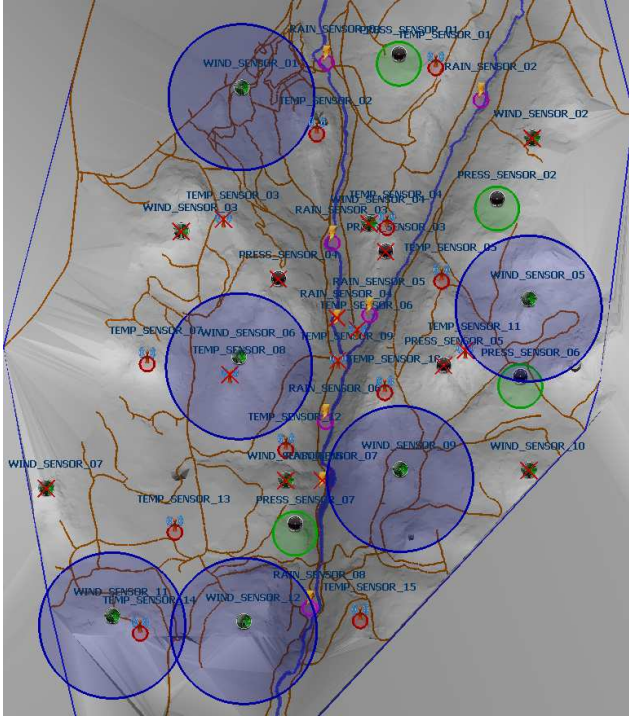 RAIN_SENSOR_01
PRESS_SENSOR_01
TEMP_SENSOR_01
WIND_SENSOR_01
RAIN_SENSOR_02
TEMP_SENSOR_02
WIND_SENSOR_02
PRESS_SENSOR_02
TEMP_SENSOR_03
TEMP_SENSOR_04
WIND_SENSOR_04
WIND_SENSOR_03
RAIN_SENSOR_03
PRESS_SENSOR_03
TEMP_SENSOR_05
PRESS_SENSOR_04
WIND_SENSOR_05
RAIN_SENSOR_05
RAIN_SENSOR_04
TEMP_SENSOR_06
TEMP_SENSOR_07
WIND_SENSOR_06
TEMP_SENSOR_09
TEMP_SENSOR_11
PRESS_SENSOR_05
TEMP_SENSOR_08
TEMP_SENSOR_10
PRESS_SENSOR_06
RAIN_SENSOR_06
TEMP_SENSOR_12
WIND_SENSOR_09
WIND_SENSOR_10
WIND_SENSOR_07
TEMP_SENSOR_13
RAIN_SENSOR_08
WIND_SENSOR_11
TEMP_SENSOR_14
WIND_SENSOR_12
TEMP_SENSOR_15